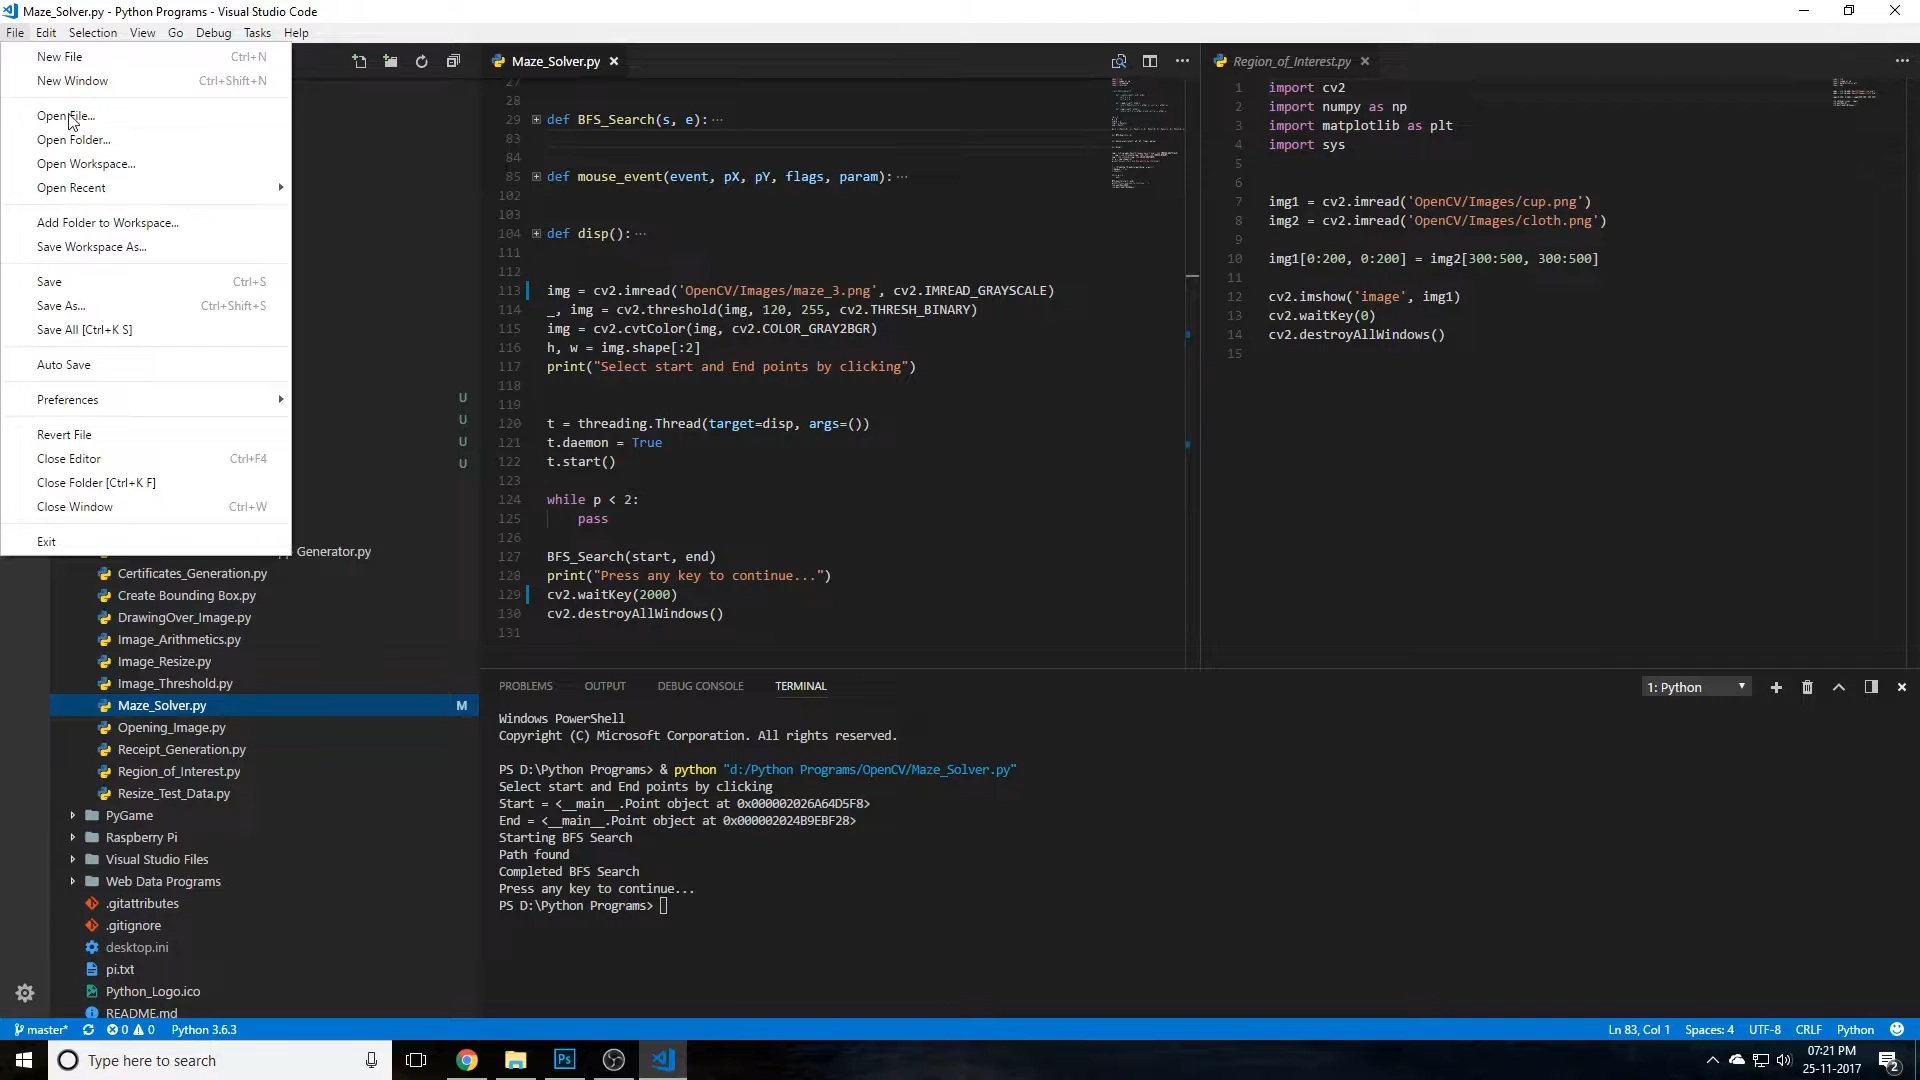 Maze_Solver.py - Python Programs - Visual Studio Code
File Edit Selection View Go Debug Tasks Help
New File Ctrl+N
New Window Ctrl+Shift+N
Open File...
Open Folder...
Open Workspace...
Open Recent
Add Folder to Workspace...
Save Workspace As...
Save Ctrl+S
Save As... Ctrl+Shift+S
Save All [Ctrl+K S]
Auto Save
Preferences
Revert File
Close Editor Ctrl+F4
Close Folder [Ctrl+K F]
Close Window Ctrl+W
Exit
U
U
U
U
Generator.py
Certificates_Generation.py
Create Bounding Box.py
DrawingOver_Image.py
Image_Arithmetics.py
Image_Resize.py
Image_Threshold.py
Maze_Solver.py M
Opening_Image.py
Receipt_Generation.py
Region_of_Interest.py
Resize_Test_Data.py
PyGame
Raspberry Pi
Visual Studio Files
Web Data Programs
.gitattributes
.gitignore
desktop.ini
pi.txt
Python_Logo.ico
README.md
Maze_Solver.py
27
28
29 def BFS_Search(s, e): ...
83
84
85 def mouse_event(event, pX, pY, flags, param): ...
102
103
104 def disp(): ...
111
112
113 img = cv2.imread('OpenCV/Images/maze_3.png', cv2.IMREAD_GRAYSCALE)
114 _, img = cv2.threshold(img, 120, 255, cv2.THRESH_BINARY)
115 img = cv2.cvtColor(img, cv2.COLOR_GRAY2BGR)
116 h, w = img.shape[:2]
117 print("Select start and End points by clicking")
118
119
120 t = threading.Thread(target=disp, args=())
121 t.daemon = True
122 t.start()
123
124 while p < 2:
125 pass
126
127 BFS_Search(start, end)
128 print("Press any key to continue...")
129 cv2.waitKey(2000)
130 cv2.destroyAllWindows()
131
Region_of_Interest.py
1 import cv2
2 import numpy as np
3 import matplotlib as plt
4 import sys
5
6
7 img1 = cv2.imread('OpenCV/Images/cup.png')
8 img2 = cv2.imread('OpenCV/Images/cloth.png')
9
10 img1[0:200, 0:200] = img2[300:500, 300:500]
11
12 cv2.imshow('image', img1)
13 cv2.waitKey(0)
14 cv2.destroyAllWindows()
15
PROBLEMS OUTPUT DEBUG CONSOLE TERMINAL 1: Python
Windows PowerShell
Copyright (C) Microsoft Corporation. All rights reserved.
PS D:\Python Programs> & python "d:/Python Programs/OpenCV/Maze_Solver.py"
Select start and End points by clicking
Start = <__main__.Point object at 0x000002026A64D5F8>
End = <__main__.Point object at 0x000002024B9EBF28>
Starting BFS Search
Path found
Completed BFS Search
Press any key to continue...
PS D:\Python Programs>
master* 0 0 Python 3.6.3 Ln 83, Col 1 Spaces: 4 UTF-8 CRLF Python
Type here to search
Ps
07:21 PM
25-11-2017
2